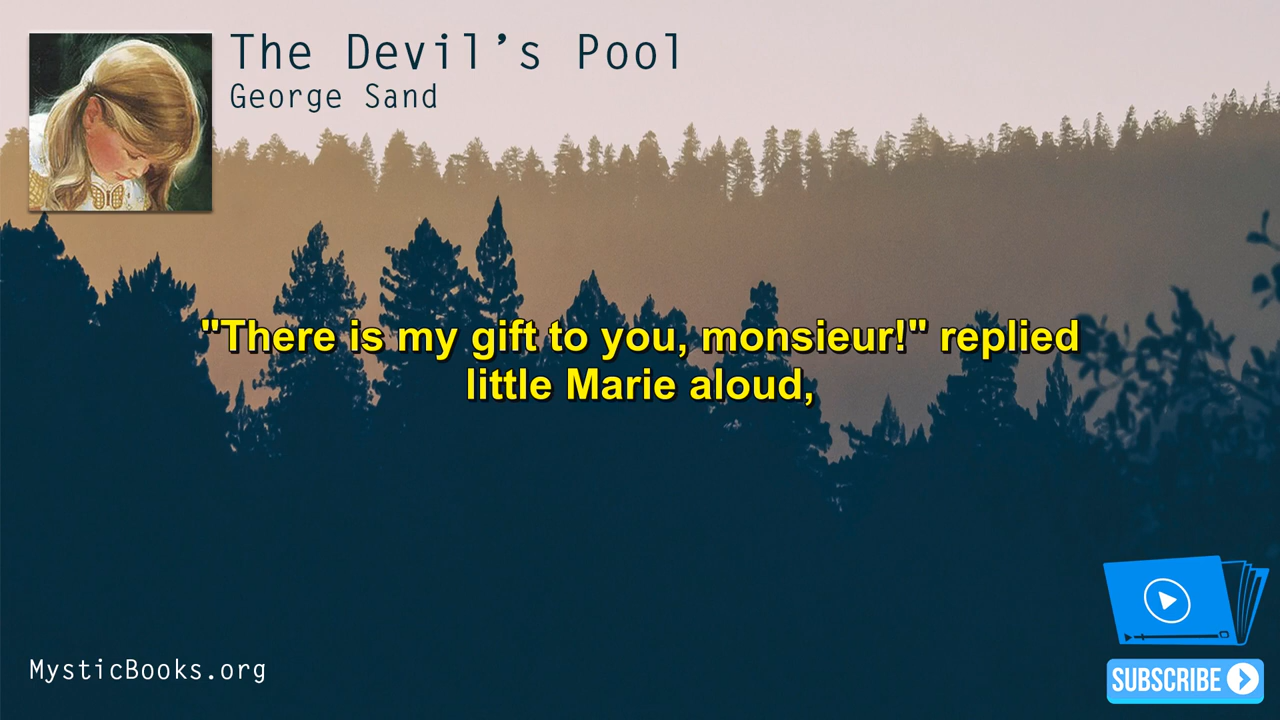 The Devil's Pool
George Sand
"There is my gift to you, monsieur!" replied
little Marie aloud,
MysticBooks.org
SUBSCRIBE